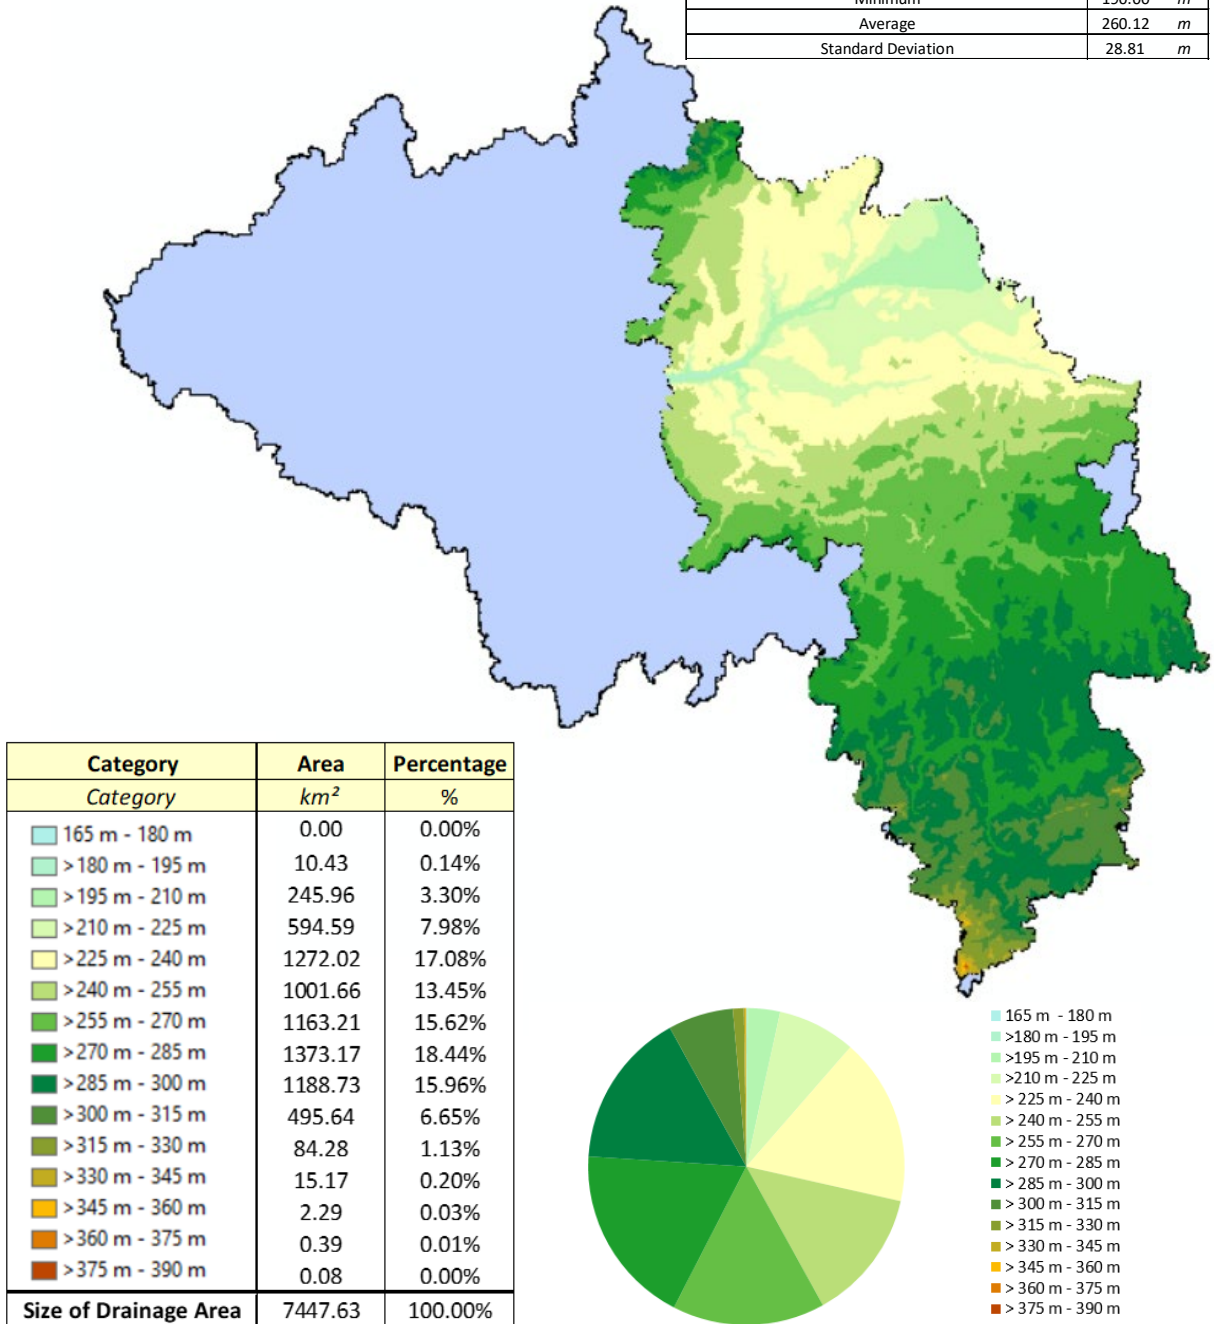 Minimum 190.00 m
Average 260.12 m
Standard Deviation 28.81 m
Category Area Percentage
Category km² %
165 m - 180 m 0.00 0.00%
>180 m - 195 m 10.43 0.14%
>195 m - 210 m 245.96 3.30%
>210 m - 225 m 594.59 7.98%
>225 m - 240 m 1272.02 17.08%
>240 m - 255 m 1001.66 13.45%
>255 m - 270 m 1163.21 15.62%
>270 m - 285 m 1373.17 18.44%
>285 m - 300 m 1188.73 15.96%
>300 m - 315 m 495.64 6.65%
>315 m - 330 m 84.28 1.13%
>330 m - 345 m 15.17 0.20%
>345 m - 360 m 2.29 0.03%
>360 m - 375 m 0.39 0.01%
>375 m - 390 m 0.08 0.00%
Size of Drainage Area 7447.63 100.00%
165 m - 180 m
>180 m - 195 m
>195 m - 210 m
>210 m - 225 m
> 225 m - 240 m
> 240 m - 255 m
> 255 m - 270 m
> 270 m - 285 m
> 285 m - 300 m
> 300 m - 315 m
> 315 m - 330 m
> 330 m - 345 m
> 345 m - 360 m
> 360 m - 375 m
> 375 m - 390 m